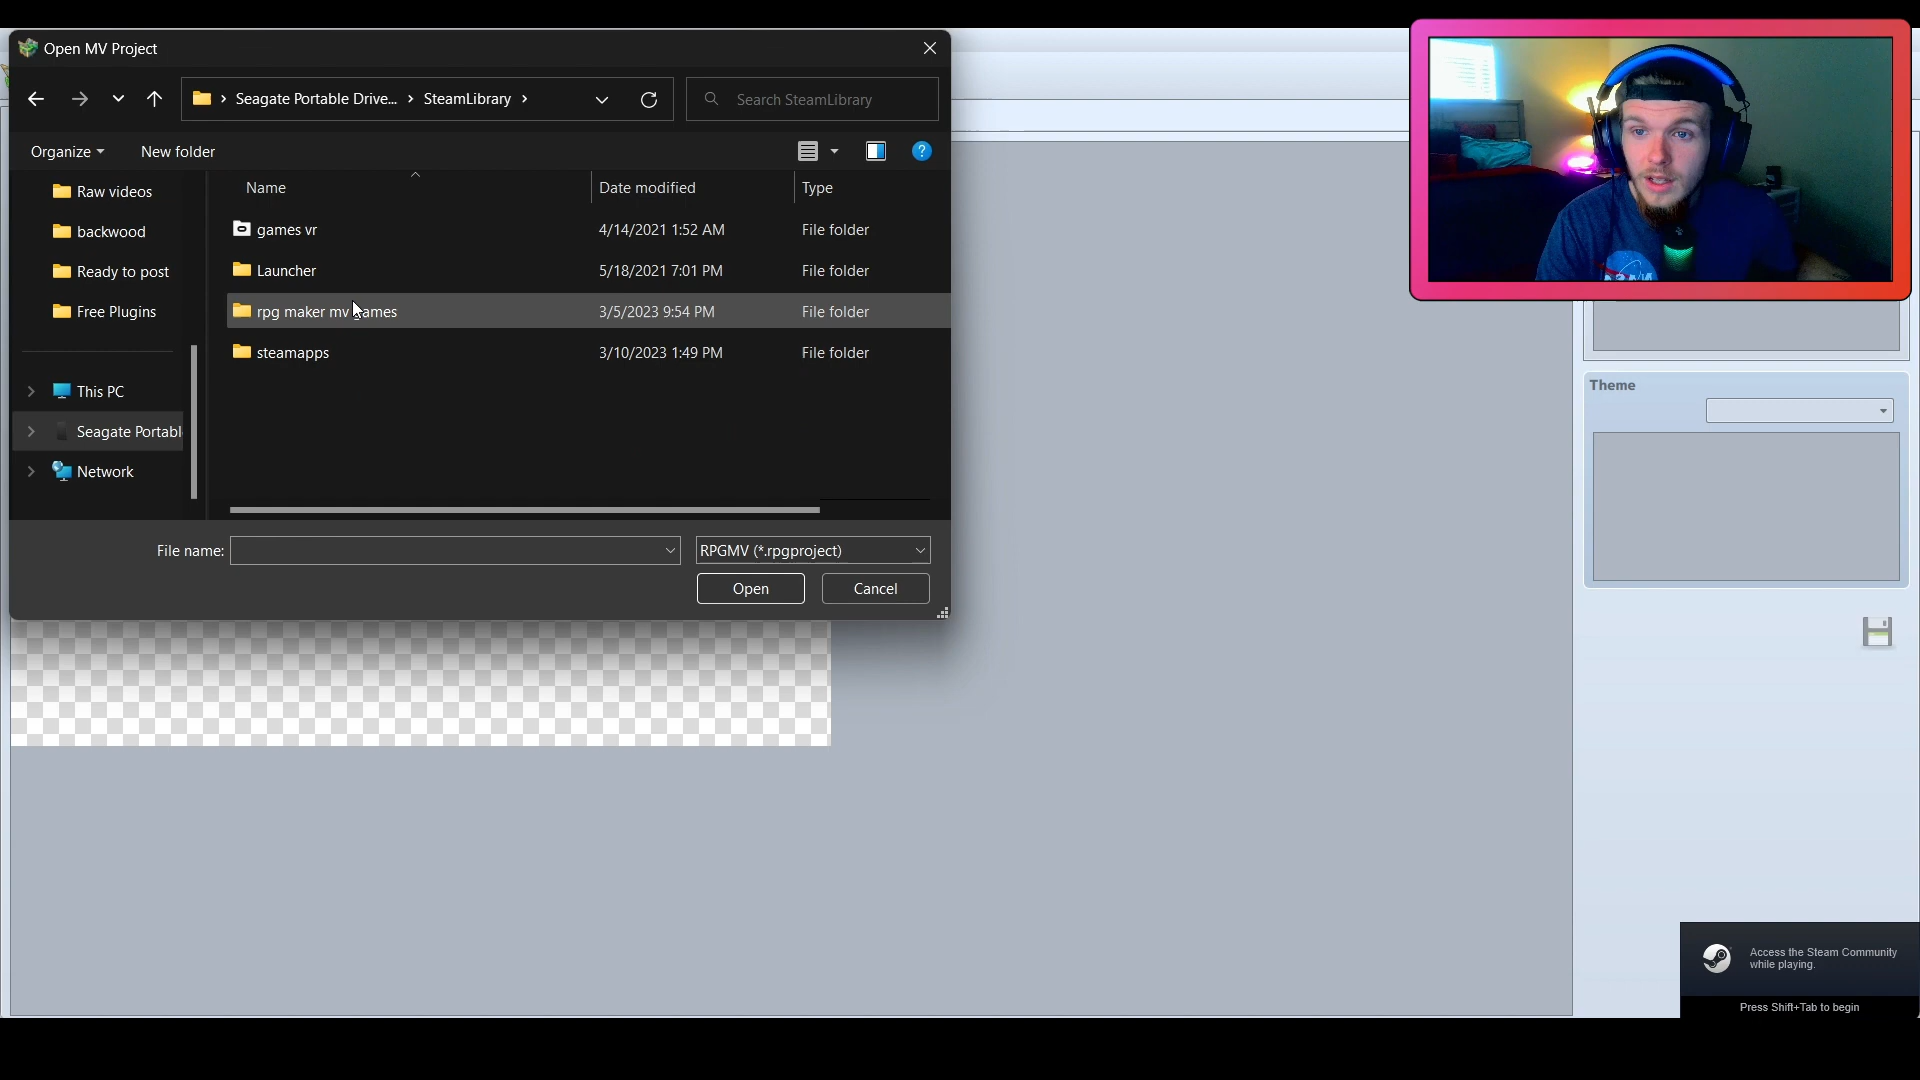 Open MV Project
Seagate Portable Drive... > SteamLibrary >
Search SteamLibrary
Organize
New folder
Raw videos
backwood
Ready to post
Free Plugins
This PC
Seagate Portabl
Network
Name Date modified Type
games vr 4/14/2021 1:52 AM File folder
Launcher 5/18/2021 7:01 PM File folder
rpg maker mv games 3/5/2023 9:54 PM File folder
steamapps 3/10/2023 1:49 PM File folder
File name:
RPGMV (*.rpgproject)
Open
Cancel
Theme
Access the Steam Community
while playing.
Press Shift+Tab to begin